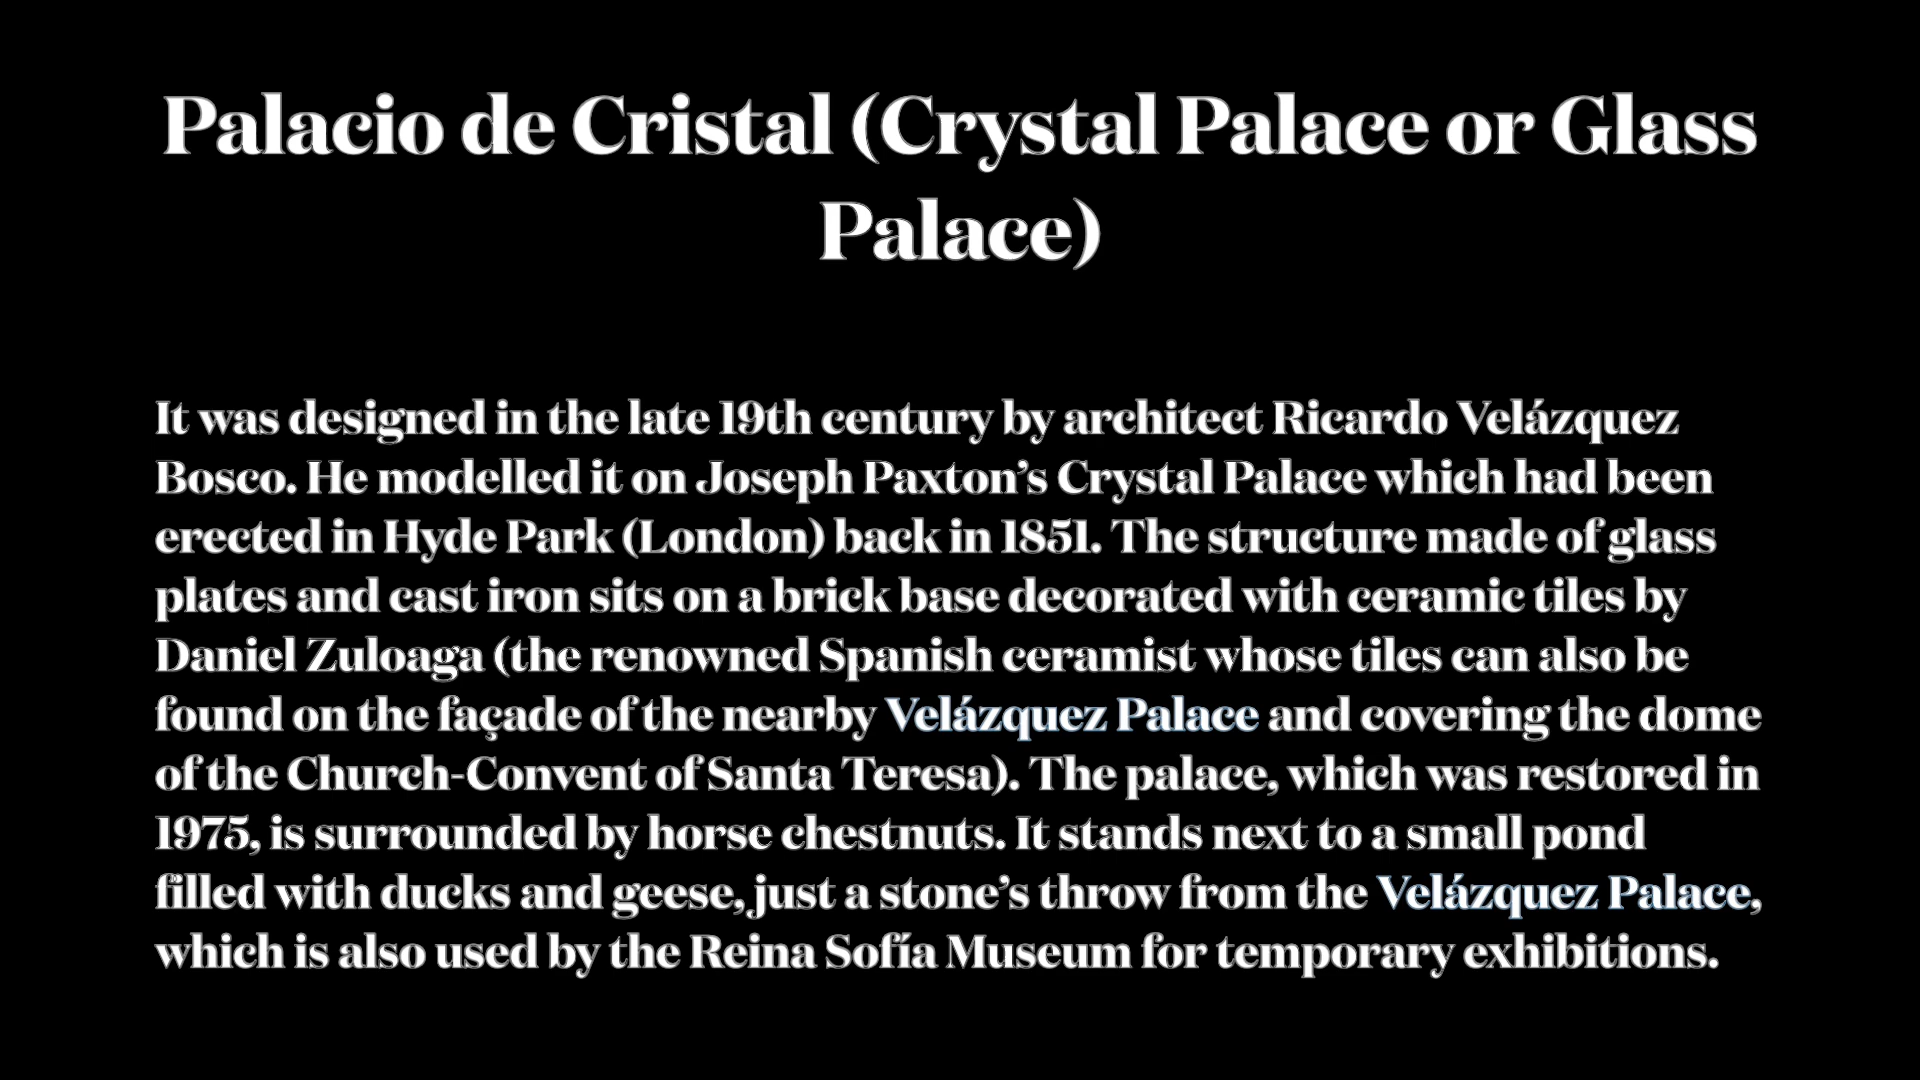 Palacio de Cristal (Crystal Palace or Glass
Palace)
It was designed in the late 19th century by architect Ricardo Velázquez
Bosco. He modelled it on Joseph Paxton’s Crystal Palace which had been
erected in Hyde Park (London) back in 1851. The structure made of glass
plates and cast iron sits on a brick base decorated with ceramic tiles by
Daniel Zuloaga (the renowned Spanish ceramist whose tiles can also be
found on the façade of the nearby Velázquez Palace and covering the dome
of the Church-Convent of Santa Teresa). The palace, which was restored in
1975, is surrounded by horse chestnuts. It stands next to a small pond
filled with ducks and geese, just a stone’s throw from the Velázquez Palace,
which is also used by the Reina Sofía Museum for temporary exhibitions.